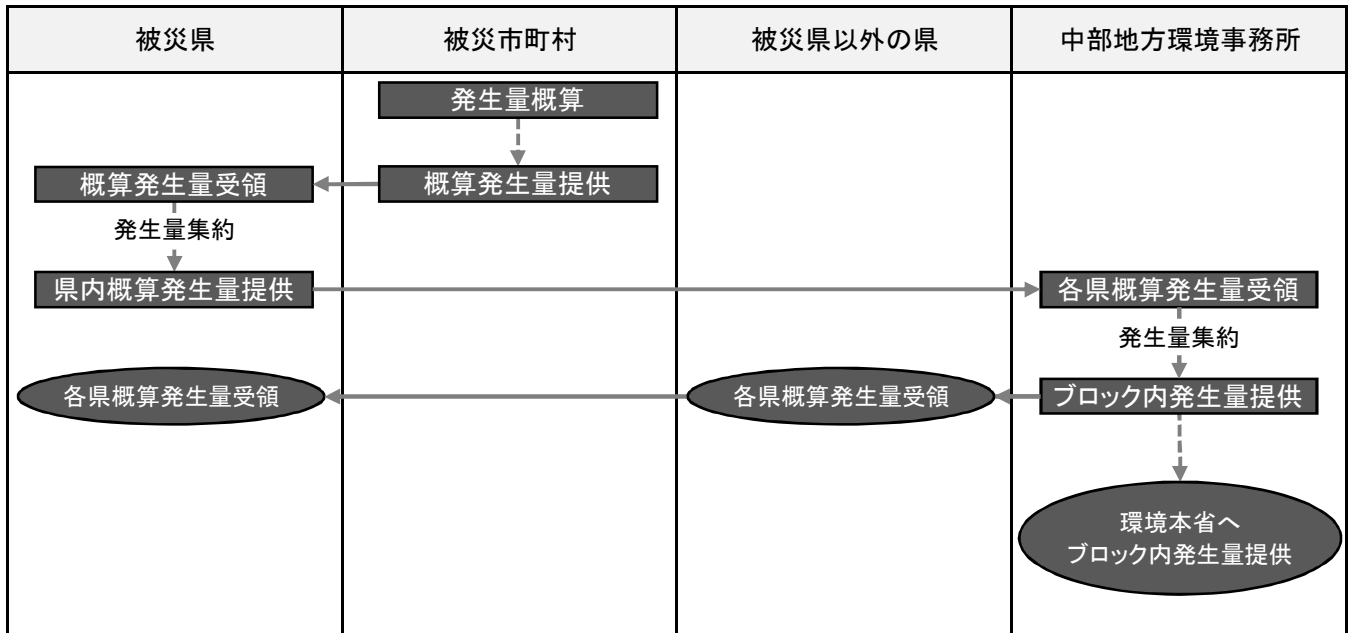 被災県
被災市町村
被災県以外の県
中部地方環境事務所
発生量概算
概算発生量受領
概算発生量提供
発生量集約
県内概算発生量提供
各県概算発生量受領
発生量集約
各県概算発生量受領
各県概算発生量受領
ブロック内発生量提供
環境本省へ
ブロック内発生量提供